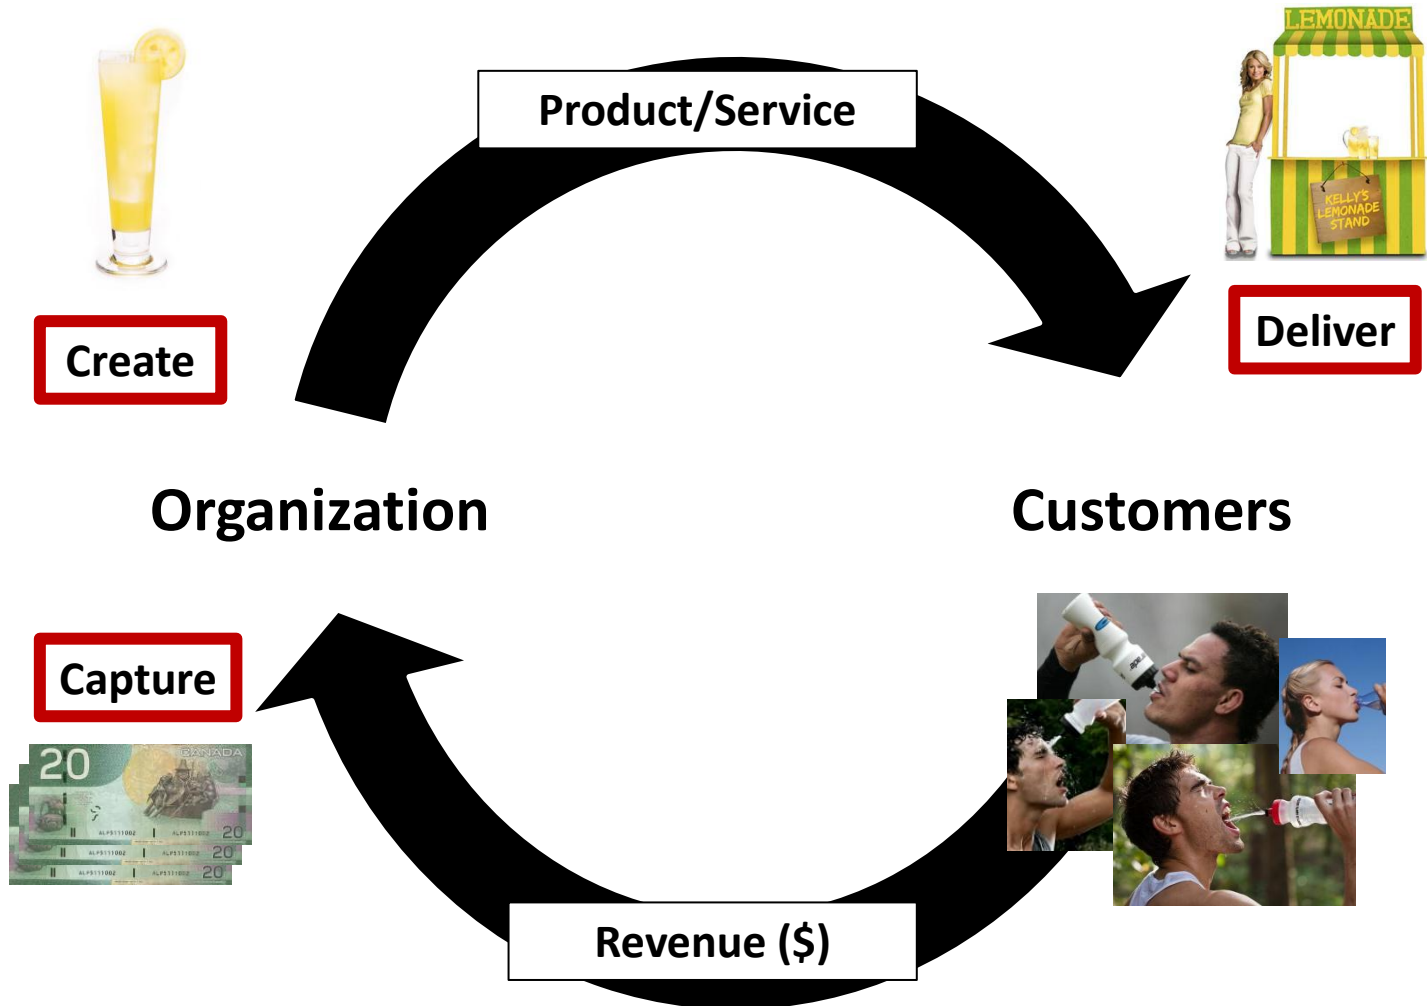 LEMONADE
Product/Service
KELLY'S
LEMONADE
STAND
Create
Deliver
Organization
Customers
Capture
20
CANADA
20
20
20
Revenue ($)